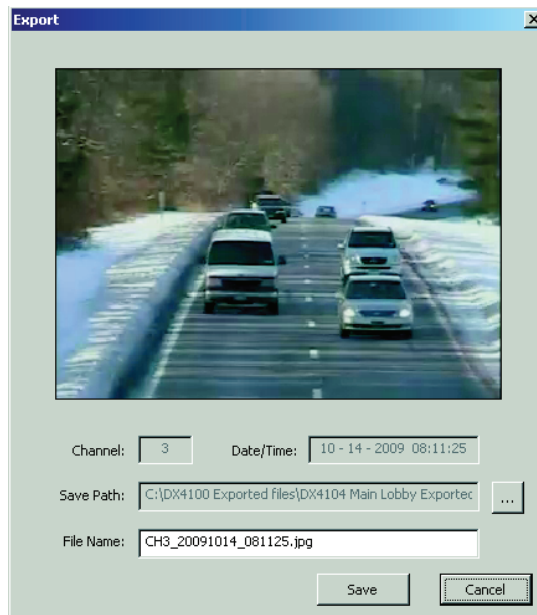 Export
Channel: 3 Date/Time: 10 - 14 - 2009 08:11:25
Save Path: C:\DX4100 Exported files\DX4104 Main Lobby Exported ...
File Name: CH3_20091014_081125.jpg
Save Cancel